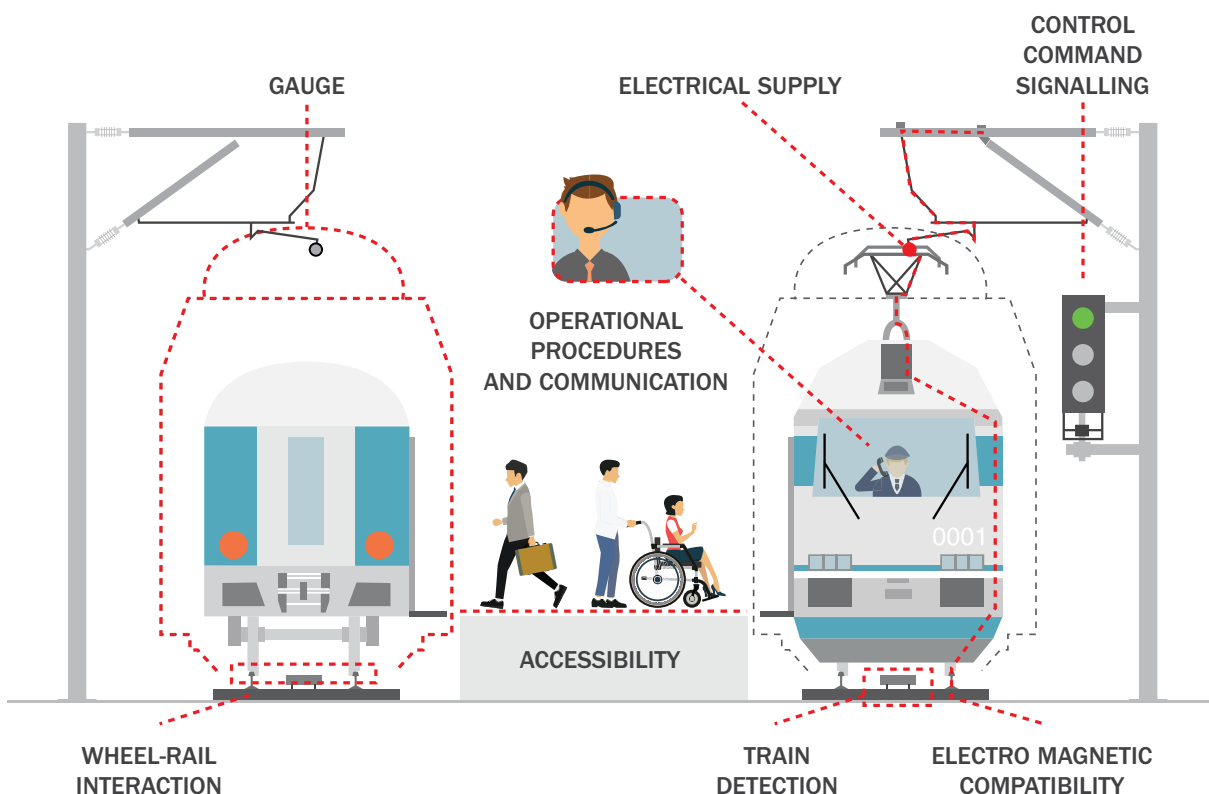 GAUGE
ELECTRICAL SUPPLY
CONTROL
COMMAND
SIGNALLING
OPERATIONAL
PROCEDURES
AND COMMUNICATION
0001
ACCESSIBILITY
WHEEL-RAIL
INTERACTION
TRAIN
DETECTION
ELECTRO MAGNETIC
COMPATIBILITY